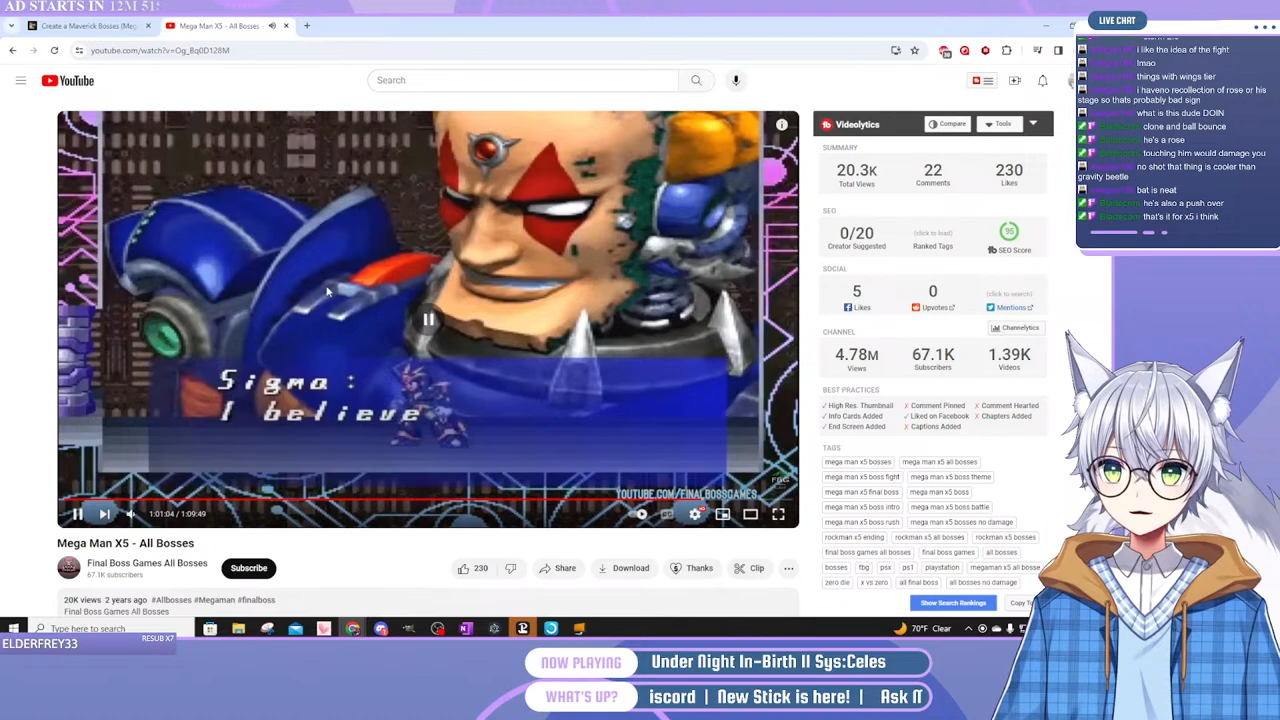 AD STARTS IN 12M 51S
Create a Maverick Bosses (Meg
Mega Man X5 - All Bosses -
youtube.com/watch?v=Og_Bq0D128M
YouTube
Search
Sigma :
I believe
YOUTUBE.COM/FINALBOSSGAMES
FBG
1:01:04 / 1:09:49
Mega Man X5 - All Bosses
Final Boss Games All Bosses
67.1K subscribers
Subscribe
230
Share
Download
Thanks
Clip
20K views 2 years ago #Allbosses #Megaman #finalboss
Final Boss Games All Bosses
Videolytics
Compare
Tools
SUMMARY
20.3K
Total Views
22
Comments
230
Likes
SEO
0/20
Creator Suggested
(click to load)
Ranked Tags
95
SEO Score
SOCIAL
5
Likes
0
Upvotes
(click to search)
Mentions
Channelytics
CHANNEL
4.78M
Views
67.1K
Subscribers
1.39K
Videos
BEST PRACTICES
✓ High Res. Thumbnail
✗ Comment Pinned
✗ Comment Hearted
✓ Info Cards Added
✓ Liked on Facebook
✗ Chapters Added
✓ End Screen Added
✗ Captions Added
TAGS
mega man x5 bosses
mega man x5 all bosses
mega man x5 boss fight
mega man x5 boss theme
mega man x5 final boss
mega man x5 boss
mega man x5 boss intro
mega man x5 boss battle
mega man x5 boss rush
mega man x5 bosses no damage
rockman x5 ending
rockman x5 all bosses
rockman x5 bosses
final boss games all bosses
final boss games
all bosses
bosses
fbg
psx
ps1
playstation
megaman x5 all bosse
zero die
x vs zero
all final boss
all bosses no damage
Show Search Rankings
Copy To
LIVE CHAT
i like the idea of the fight
lmao
things with wings tier
i haveno recollection of rose or his
stage so thats probably bad sign
what is this dude DOIN
clone and ball bounce
he's a rose
touching him would damage you
no shot that thing is cooler than
gravity beetle
bat is neat
he's also a push over
that's it for x5 i think
Type here to search
70°F Clear
ELDERFREY33
RESUB X7
NOW PLAYING
Under Night In-Birth II Sys:Celes
WHAT'S UP?
iscord | New Stick is here! | Ask N